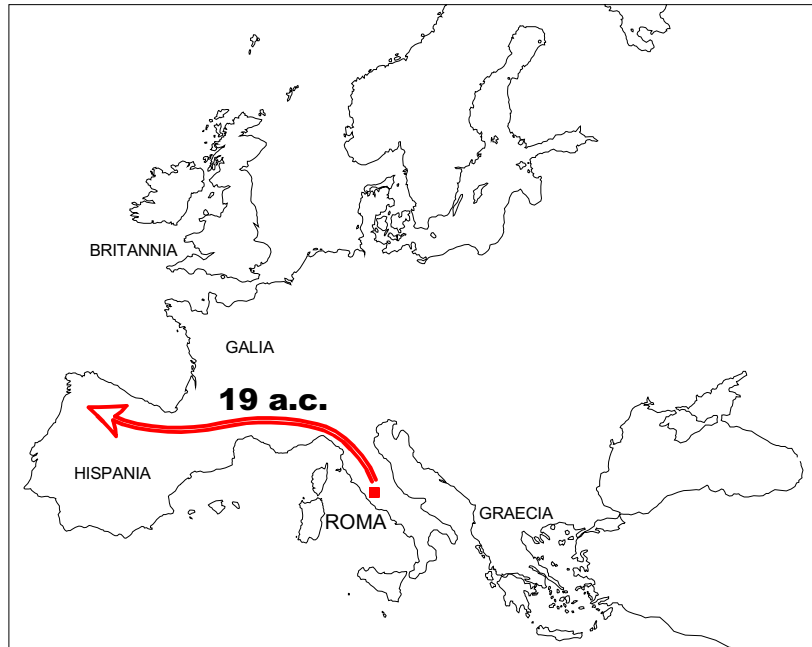 BRITANNIA
GALIA
19 a.c.
HISPANIA
ROMA
GRAECIA